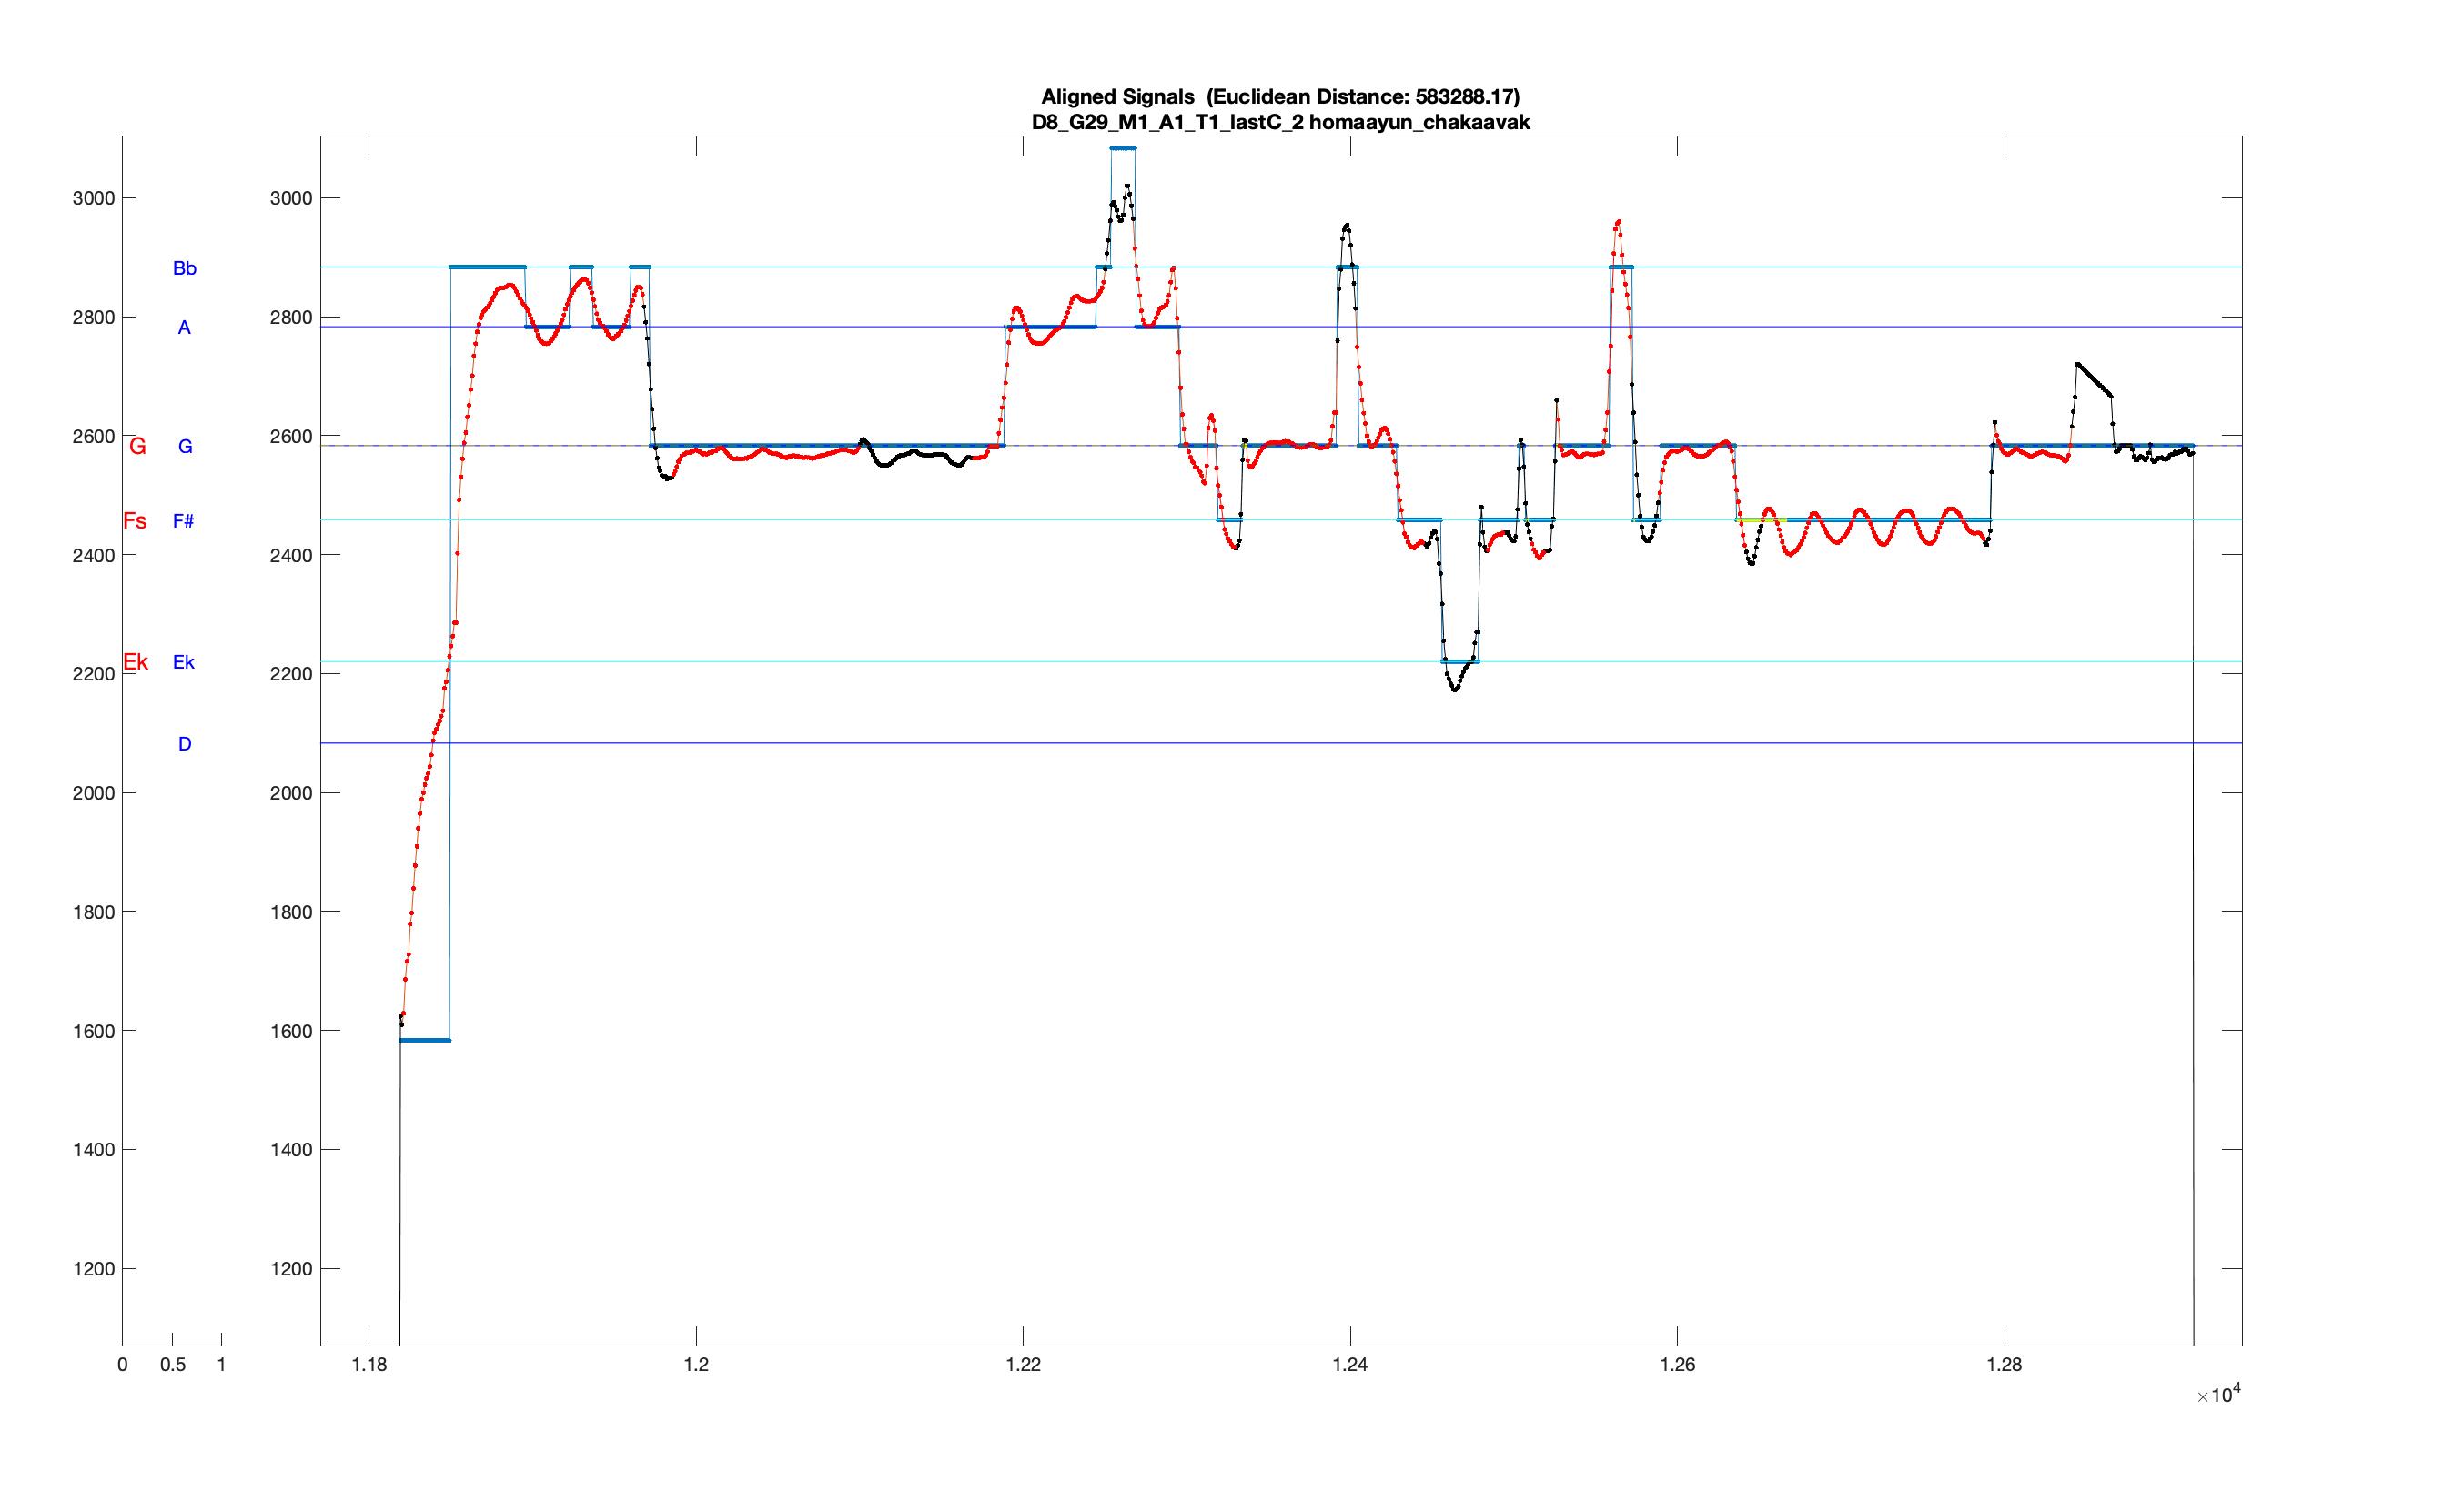 Aligned Signals (Euclidean Distance: 583288.17)
D8_G29_M1_A1_T1_lastC_2 homaayun_chakaavak
3000 3000
Bb
2800 A 2800
2600 G G 2600
Fs F#
2400 2400
Ek Ek
2200 2200
D
2000 2000
1800 1800
1600 1600
1400 1400
1200 1200
0 0.5 1 1.18 1.2 1.22 1.24 1.26 1.28
×10⁴